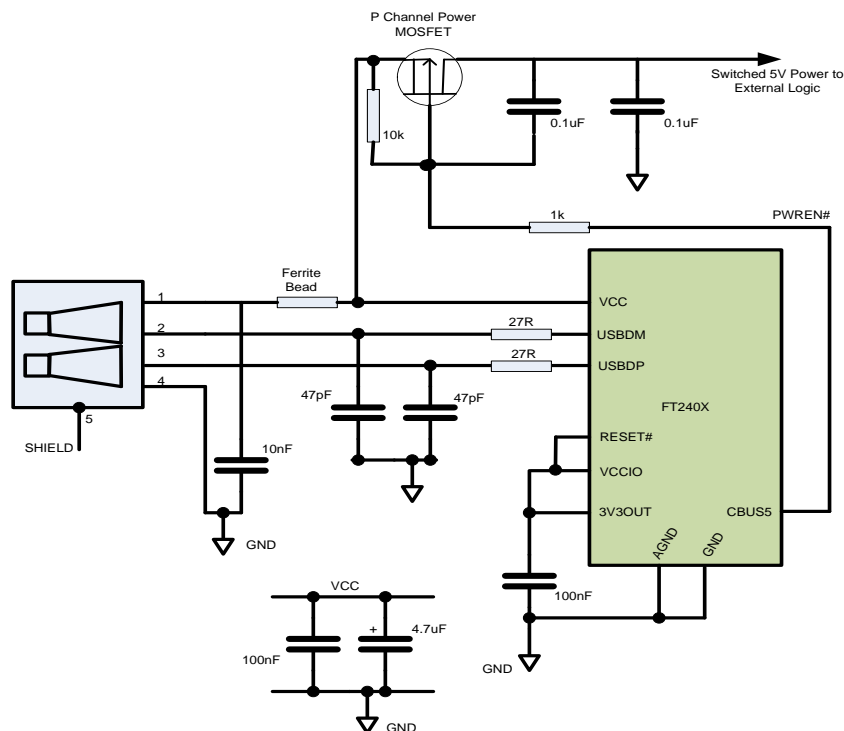 P Channel Power
MOSFET
Switched 5V Power to
External Logic
0.1uF
0.1uF
10k
1k
PWREN#
Ferrite
Bead
1
VCC
2
27R
USBDM
3
27R
USBDP
4
47pF
47pF
FT240X
5
SHIELD
RESET#
10nF
VCCIO
3V3OUT
CBUS5
AGND
GND
GND
100nF
VCC
+
4.7uF
100nF
GND
GND